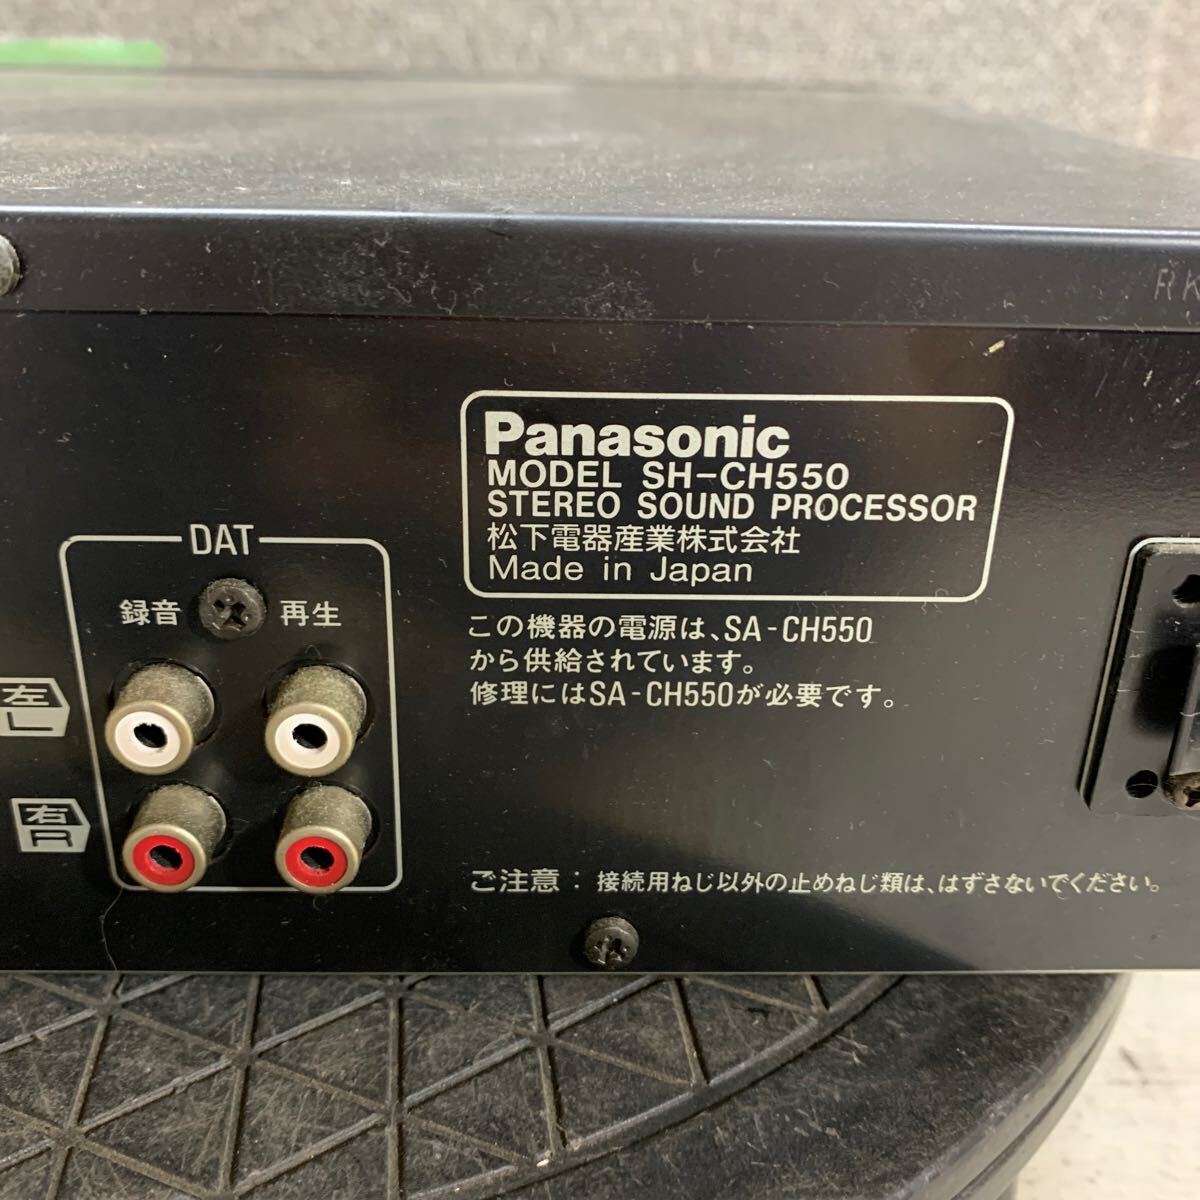 RK
Panasonic
MODEL SH-CH550
STEREO SOUND PROCESSOR
松下電器産業株式会社
Made in Japan
DAT
録音 再生
左
L
右
R
この機器の電源は、SA-CH550
から供給されています。
修理にはSA-CH550が必要です。
ご注意：接続用ねじ以外の止めねじ類は、はずさないでください。